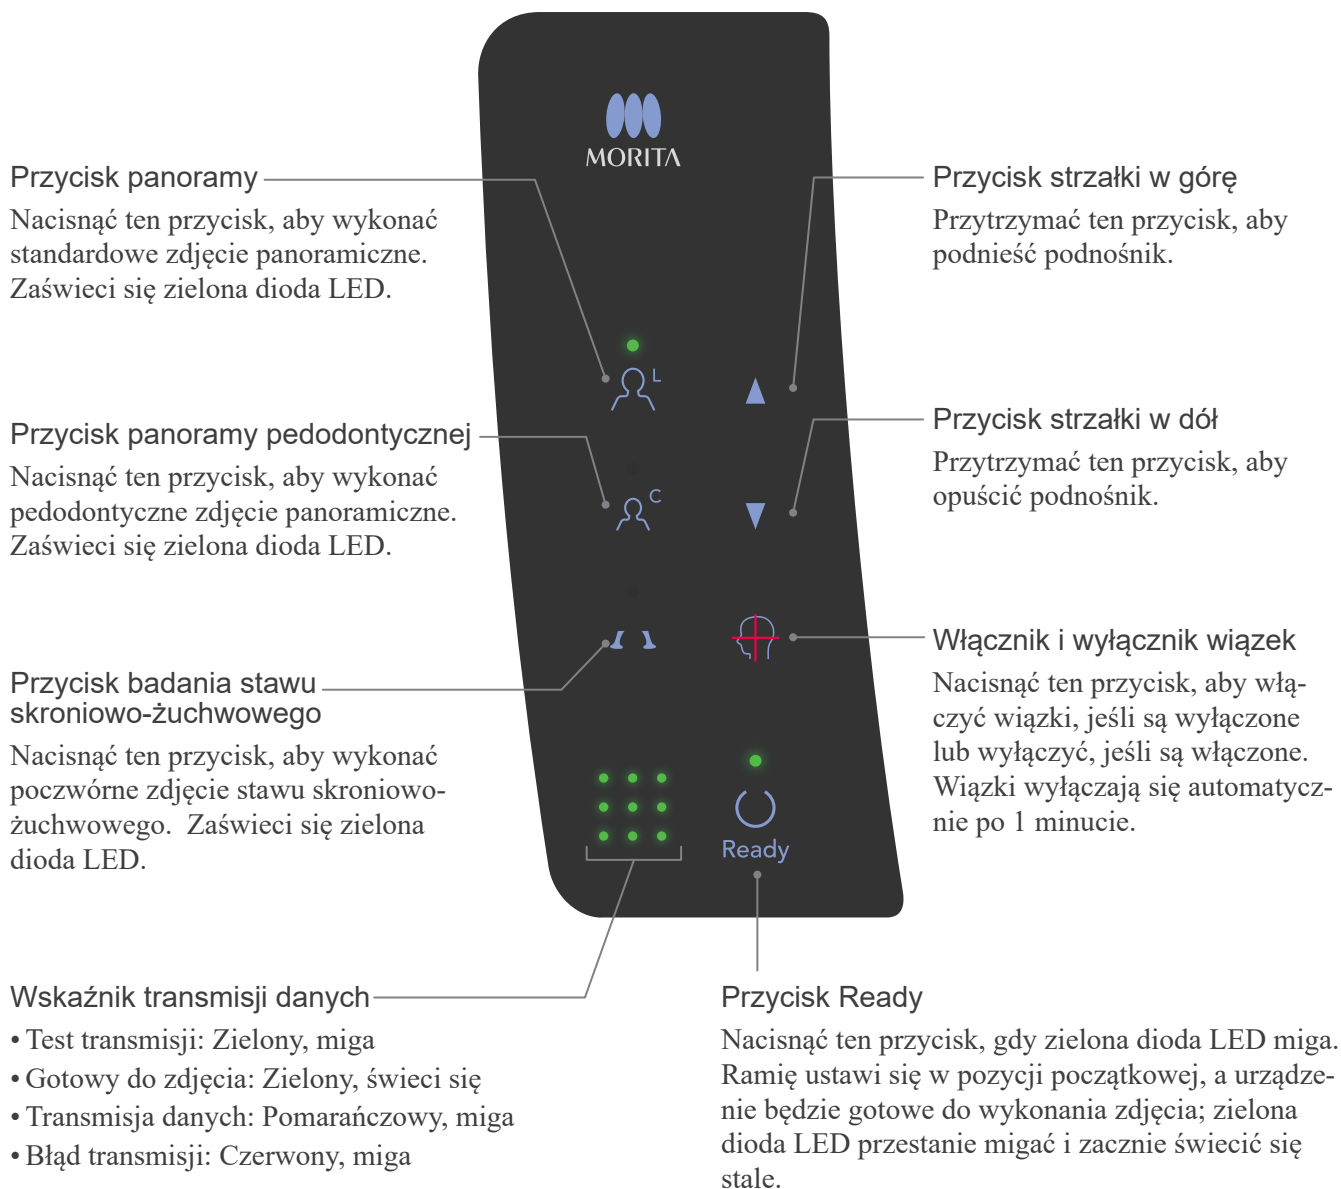 MORITA
Przycisk panoramy
Nacisnąć ten przycisk, aby wykonać
standardowe zdjęcie panoramiczne.
Zaświeci się zielona dioda LED.
L
Przycisk panoramy pedodontycznej
Nacisnąć ten przycisk, aby wykonać
pedodontyczne zdjęcie panoramiczne.
Zaświeci się zielona dioda LED.
C
Przycisk badania stawu
skroniowo-żuchwowego
Nacisnąć ten przycisk, aby wykonać
poczwórne zdjęcie stawu skroniowo-
żuchwowego. Zaświeci się zielona
dioda LED.
Przycisk strzałki w górę
Przytrzymać ten przycisk, aby
podnieść podnośnik.
Przycisk strzałki w dół
Przytrzymać ten przycisk, aby
opuścić podnośnik.
Włącznik i wyłącznik wiązek
Nacisnąć ten przycisk, aby włą-
czyć wiązki, jeśli są wyłączone
lub wyłączyć, jeśli są włączone.
Wiązki wyłączają się automatycz-
nie po 1 minucie.
Ready
Wskaźnik transmisji danych
• Test transmisji: Zielony, miga
• Gotowy do zdjęcia: Zielony, świeci się
• Transmisja danych: Pomarańczowy, miga
• Błąd transmisji: Czerwony, miga
Przycisk Ready
Nacisnąć ten przycisk, gdy zielona dioda LED miga.
Ramię ustawi się w pozycji początkowej, a urządze-
nie będzie gotowe do wykonania zdjęcia; zielona
dioda LED przestanie migać i zacznie świecić się
stale.